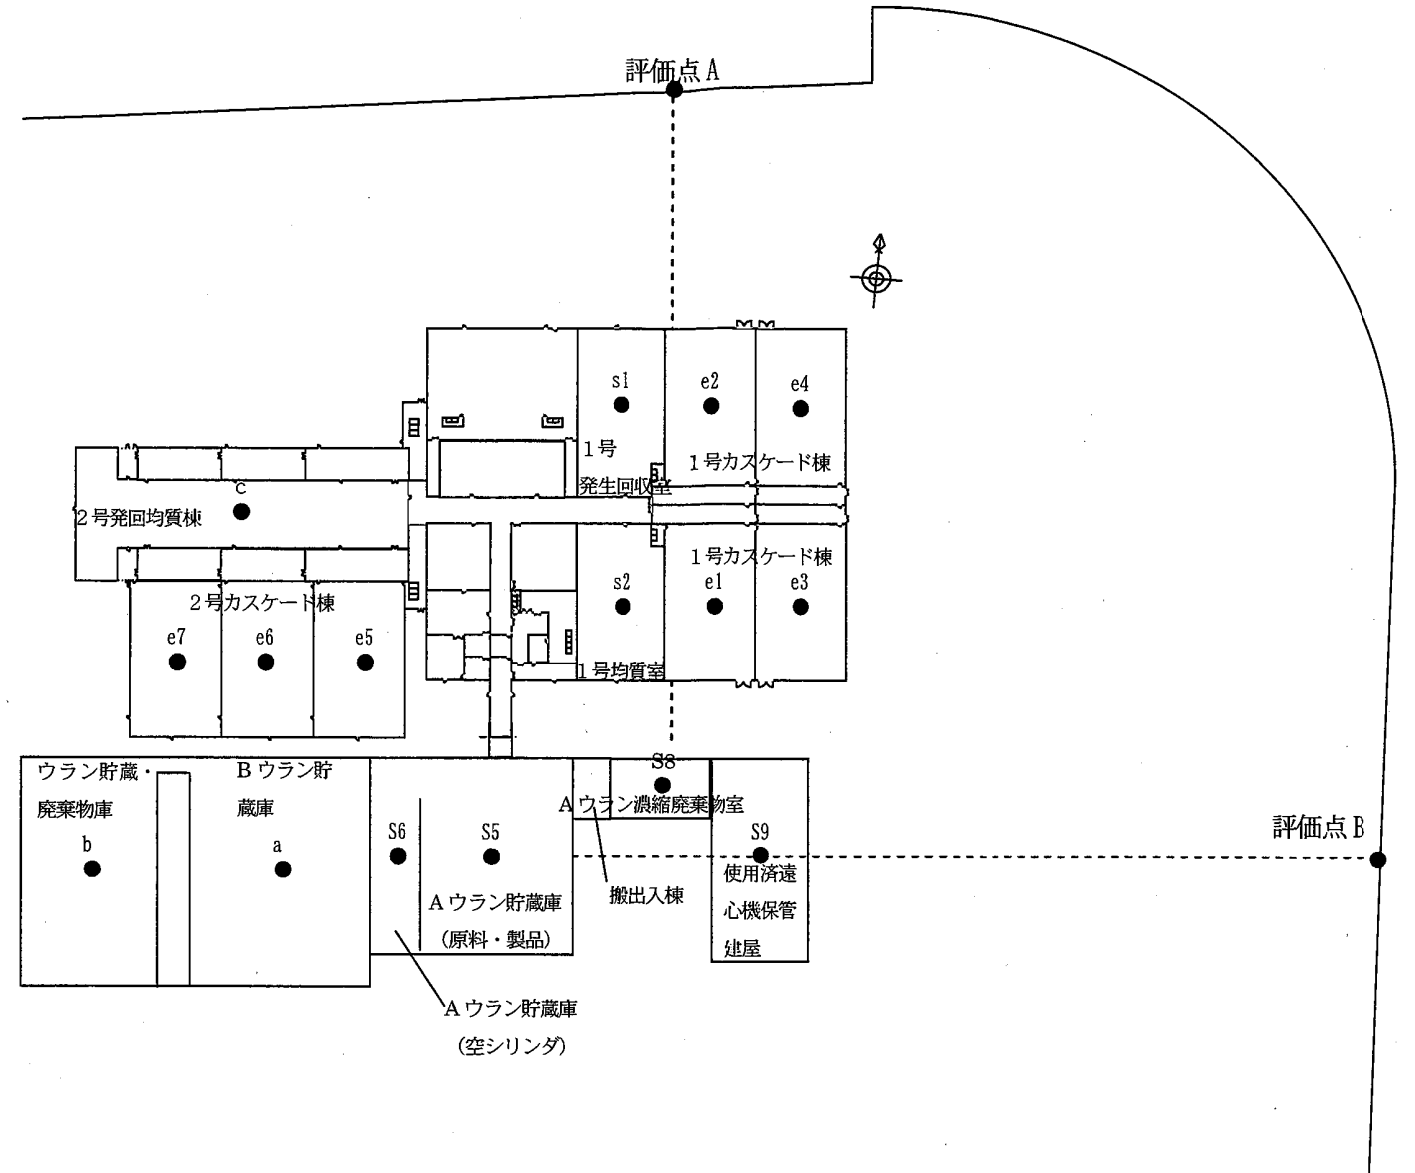 評価点A
s1
e2
e4
1号
発生回収室
1号カスケード棟
c
2号発回均質棟
1号カスケード棟
s2
e1
e3
2号カスケード棟
e7
e6
e5
1号均質室
ウラン貯蔵・
廃棄物庫
b
Bウラン貯
蔵庫
a
S6
S5
Aウラン貯蔵庫
(原料・製品)
S8
Aウラン濃縮廃棄物室
搬出入棟
S9
使用済遠
心機保管
建屋
評価点B
Aウラン貯蔵庫
(空シリンダ)